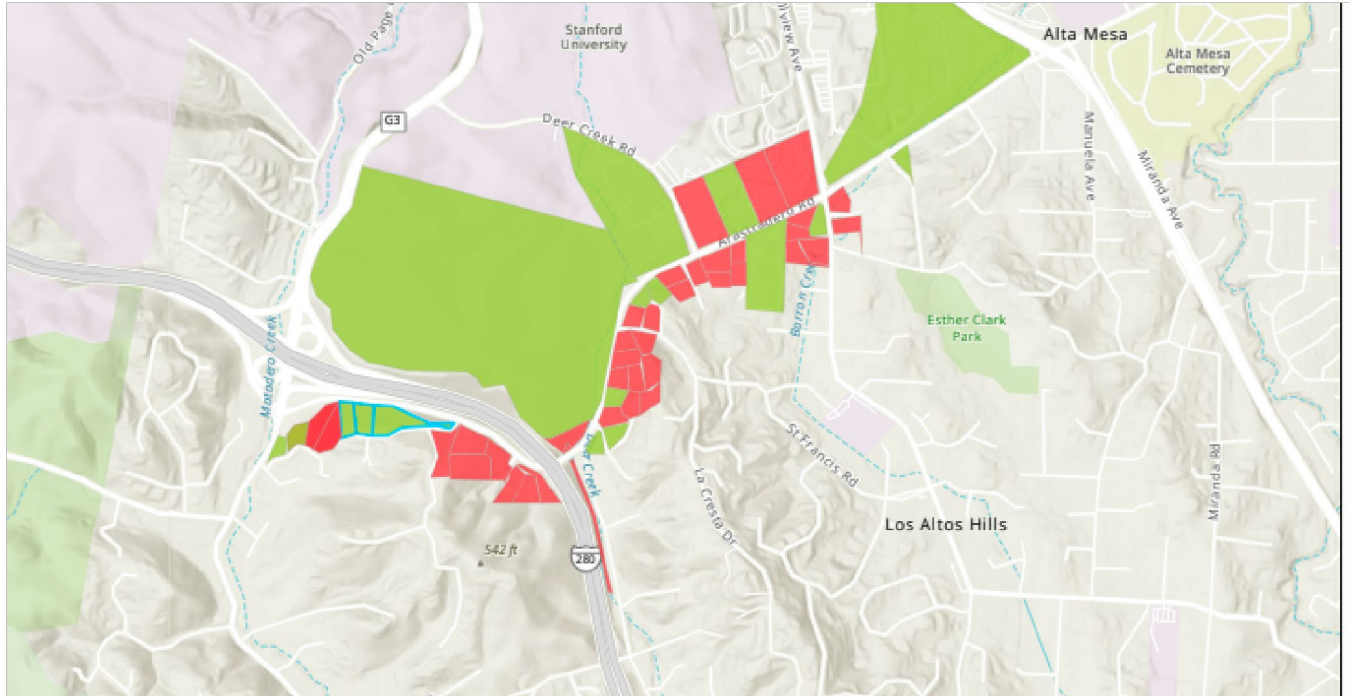 Old Page
Stanford
University
Alta Mesa
Alta Mesa
Cemetery
G3
Deer Creek Rd
Manuela Ave
Miranda Ave
Arastradero Rd
Barron Creek
Esther Clark
Park
Matadero Creek
Deer Creek
St Francis Rd
La Cresta Dr
Miranda Rd
Los Altos Hills
542 ft
280